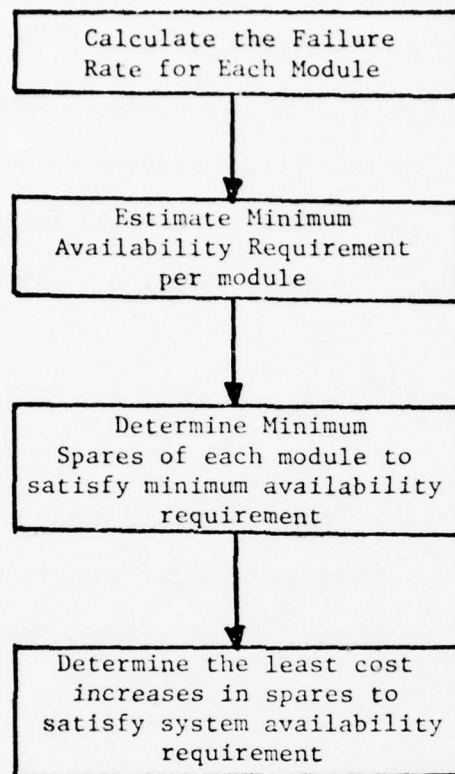 Calculate the Failure
Rate for Each Module
Estimate Minimum
Availability Requirement
per module
Determine Minimum
Spares of each module to
satisfy minimum availability
requirement
Determine the least cost
increases in spares to
satisfy system availability
requirement